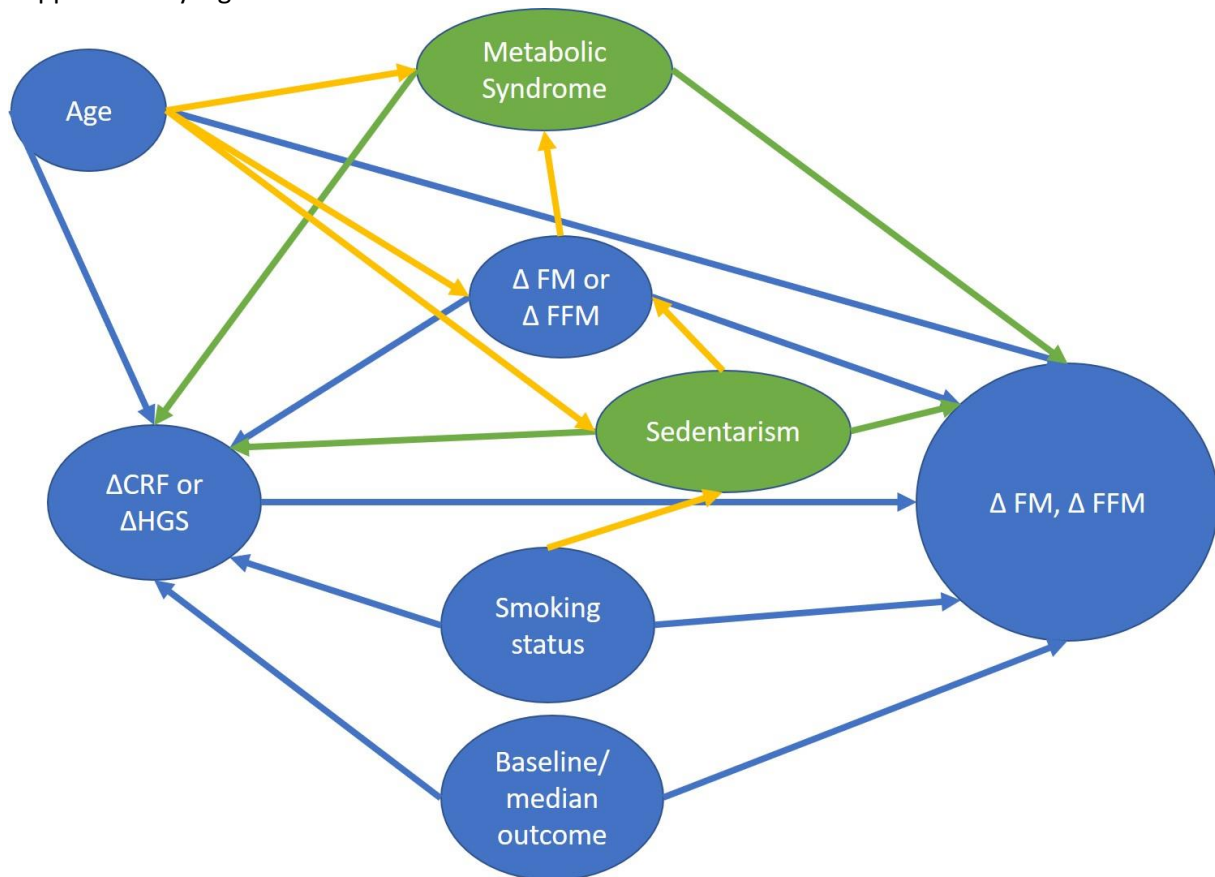 Metabolic
Syndrome
Age
Δ FM or
Δ FFM
Sedentarism
ΔCRF or
ΔHGS
Δ FM, Δ FFM
Smoking
status
Baseline/
median
outcome